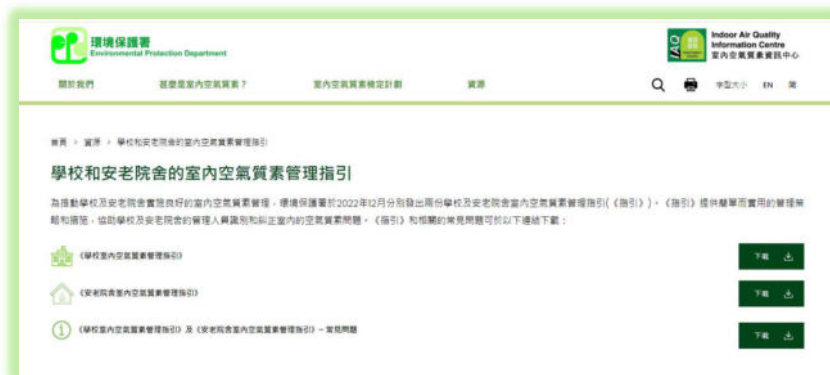 環境保護署
Environmental Protection Department
IAQ
Indoor Air Quality
Information Centre
室內空氣質素資訊中心
關於我們
甚麼是室內空氣質素？
室內空氣質素檢定計劃
資源
字型大小 EN 简
首頁 > 資源 > 學校和安老院舍的室內空氣質素管理指引
學校和安老院舍的室內空氣質素管理指引
為推動學校及安老院舍實施良好的室內空氣質素管理，環境保護署於2022年12月分別發出兩份學校及安老院舍室內空氣質素管理指引(《指引》)。《指引》提供簡單而實用的管理策
略和措施，協助學校及安老院舍的管理人員識別和糾正室內的空氣質素問題。《指引》和相關的常見問題可於以下連結下載：
《學校室內空氣質素管理指引》
下載
《安老院舍室內空氣質素管理指引》
下載
《學校室內空氣質素管理指引》及《安老院舍室內空氣質素管理指引》- 常見問題
下載